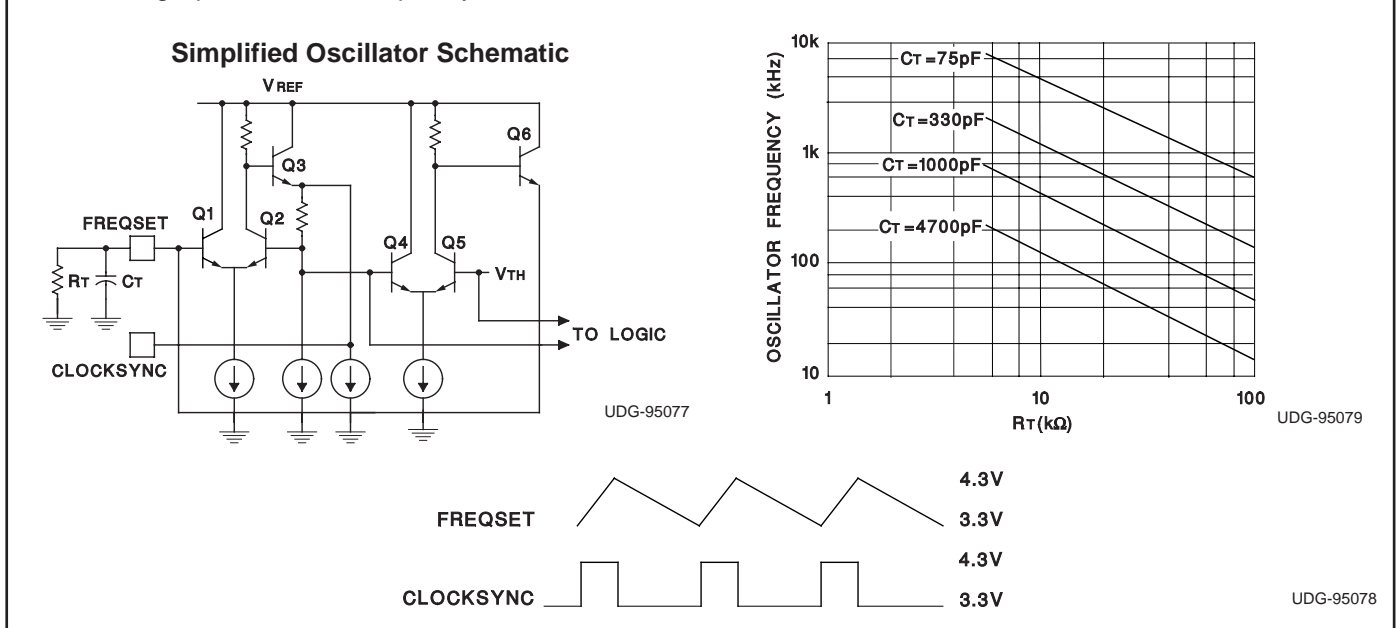 Simplified Oscillator Schematic
VREF
Q6
Q3
Q1
Q2
FREQSET
Q4
Q5
VTH
RT
CT
TO LOGIC
CLOCKSYNC
UDG-95077
OSCILLATOR FREQUENCY (kHz)
10k
CT=75pF
CT=330pF
1k
CT=1000pF
CT=4700pF
100
10
1
10
100
RT(kΩ)
UDG-95079
FREQSET
4.3V
3.3V
CLOCKSYNC
4.3V
3.3V
UDG-95078